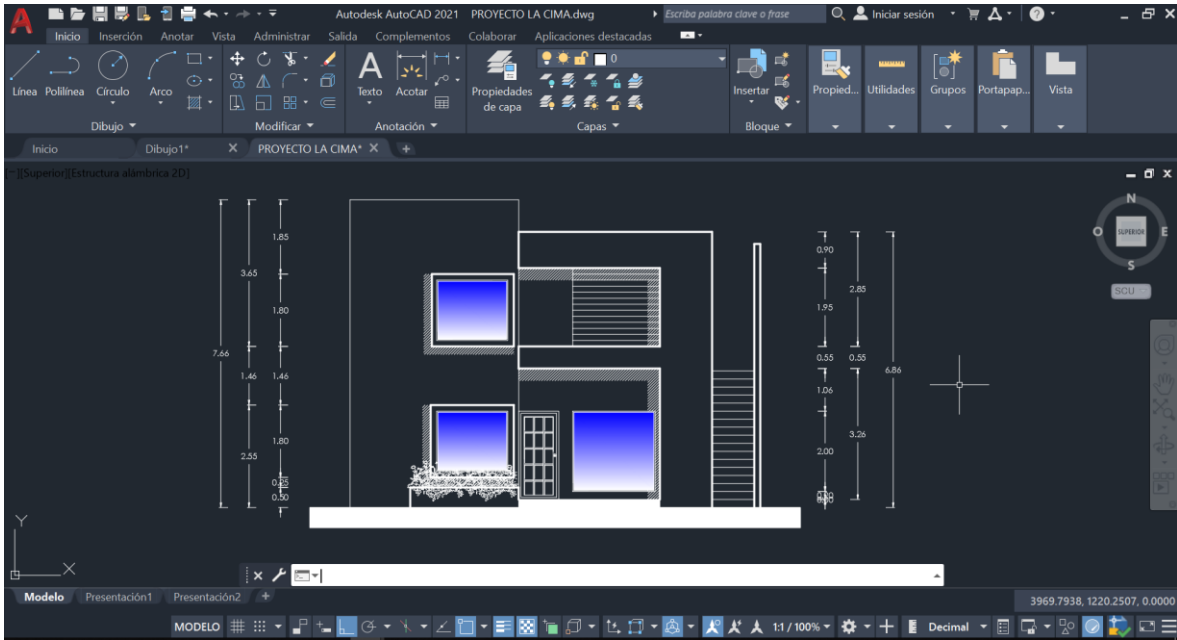 Autodesk AutoCAD 2021 PROYECTO LA CIMA.dwg
Escriba palabra clave o frase
Iniciar sesión
Inicio Inserción Anotar Vista Administrar Salida Complementos Colaborar Aplicaciones destacadas
0
Línea Polilínea Círculo Arco
Texto Acotar
Propiedades de capa
Insertar
Propied... Utilidades Grupos Portapap... Vista
Dibujo Modificar Anotación Capas Bloque
Inicio Dibujo1* PROYECTO LA CIMA*
[−][Superior][Estructura alámbrica 2D]
N
O SUPERIOR E
S
SCU
1.85
3.65
1.80
7.66
1.46 1.46
1.80
2.55
0.50
0.90
2.85
1.95
0.55 0.55
6.86
1.06
3.26
2.00
Y
X
Modelo Presentación1 Presentación2
3969.7938, 1220.2507, 0.0000
MODELO 1:1 / 100% Decimal